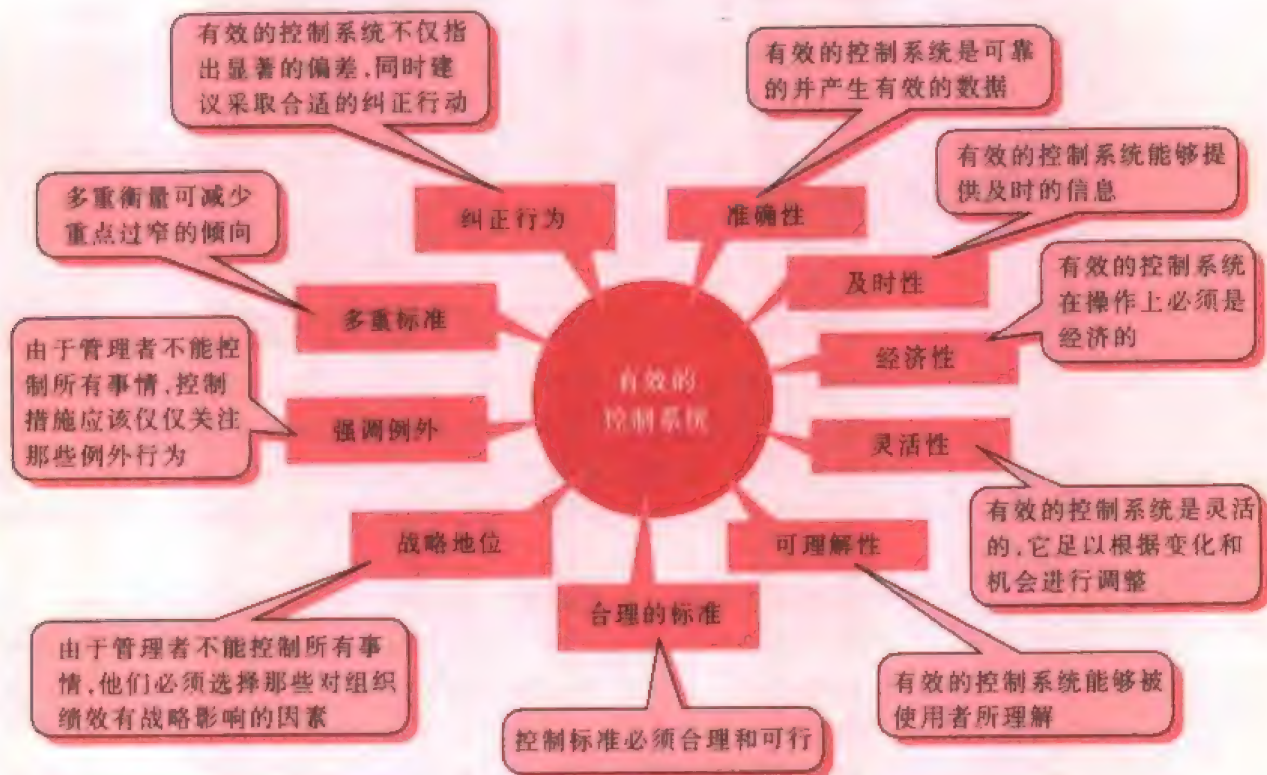 有效的控制系统不仅指
出显著的偏差,同时建
议采取合适的纠正行动
有效的控制系统是可靠
的并产生有效的数据
有效的控制系统能够提
供及时的信息
多重衡量可减少
重点过窄的倾向
纠正行为
准确性
及时性
有效的控制系统
在操作上必须是
经济的
多重标准
经济性
由于管理者不能控
制所有事情,控制
措施应该仅仅关注
那些例外行为
有效的
控制系统
强调例外
灵活性
有效的控制系统是灵活
的,它足以根据变化和
机会进行调整
战略地位
可理解性
合理的标准
由于管理者不能控制所有事
情,他们必须选择那些对组织
绩效有战略影响的因素
控制标准必须合理和可行
有效的控制系统能够被
使用者所理解